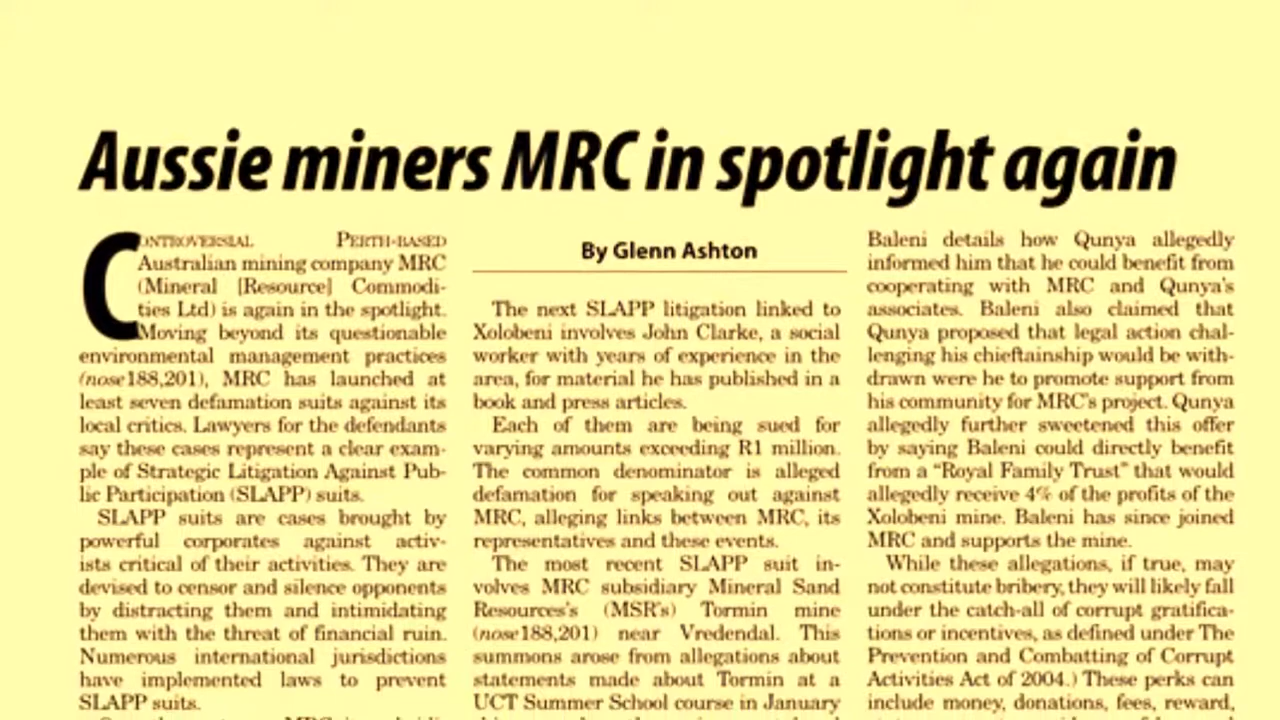 Aussie miners MRC in spotlight again
CONTROVERSIAL PERTH-BASED
Australian mining company MRC
(Mineral [Resource] Commodi-
ties Ltd) is again in the spotlight.
Moving beyond its questionable
environmental management practices
(nose188,201), MRC has launched at
least seven defamation suits against its
local critics. Lawyers for the defendants
say these cases represent a clear exam-
ple of Strategic Litigation Against Pub-
lic Participation (SLAPP) suits.
SLAPP suits are cases brought by
powerful corporates against activ-
ists critical of their activities. They are
devised to censor and silence opponents
by distracting them and intimidating
them with the threat of financial ruin.
Numerous international jurisdictions
have implemented laws to prevent
SLAPP suits.
By Glenn Ashton
The next SLAPP litigation linked to
Xolobeni involves John Clarke, a social
worker with years of experience in the
area, for material he has published in a
book and press articles.
Each of them are being sued for
varying amounts exceeding R1 million.
The common denominator is alleged
defamation for speaking out against
MRC, alleging links between MRC, its
representatives and these events.
The most recent SLAPP suit in-
volves MRC subsidiary Mineral Sand
Resources's (MSR's) Tormin mine
(nose188,201) near Vredendal. This
summons arose from allegations about
statements made about Tormin at a
UCT Summer School course in January
Baleni details how Qunya allegedly
informed him that he could benefit from
cooperating with MRC and Qunya's
associates. Baleni also claimed that
Qunya proposed that legal action chal-
lenging his chieftainship would be with-
drawn were he to promote support from
his community for MRC's project. Qunya
allegedly further sweetened this offer
by saying Baleni could directly benefit
from a "Royal Family Trust" that would
allegedly receive 4% of the profits of the
Xolobeni mine. Baleni has since joined
MRC and supports the mine.
While these allegations, if true, may
not constitute bribery, they will likely fall
under the catch-all of corrupt gratifica-
tions or incentives, as defined under The
Prevention and Combatting of Corrupt
Activities Act of 2004.) These perks can
include money, donations, fees, reward,